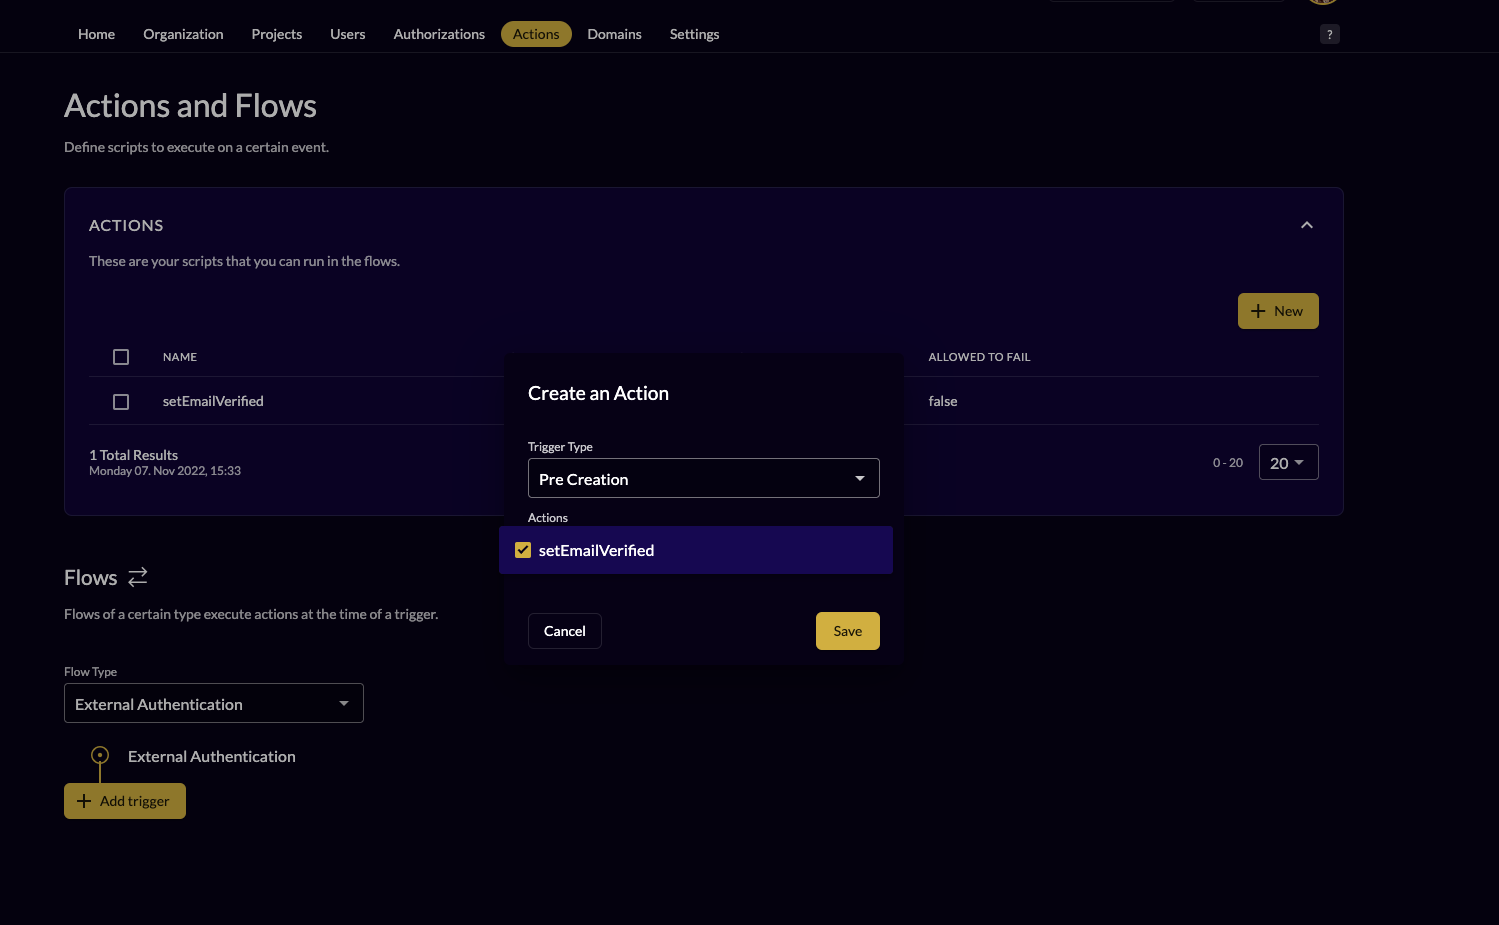 Home Organization Projects Users Authorizations Actions Domains Settings ?
Actions and Flows
Define scripts to execute on a certain event.
ACTIONS
These are your scripts that you can run in the flows.
New
NAME ALLOWED TO FAIL
setEmailVerified false
1 Total Results
Monday 07. Nov 2022, 15:33
0 - 20 20
Create an Action
Trigger Type
Pre Creation
Actions
setEmailVerified
Cancel Save
Flows
Flows of a certain type execute actions at the time of a trigger.
Flow Type
External Authentication
External Authentication
Add trigger